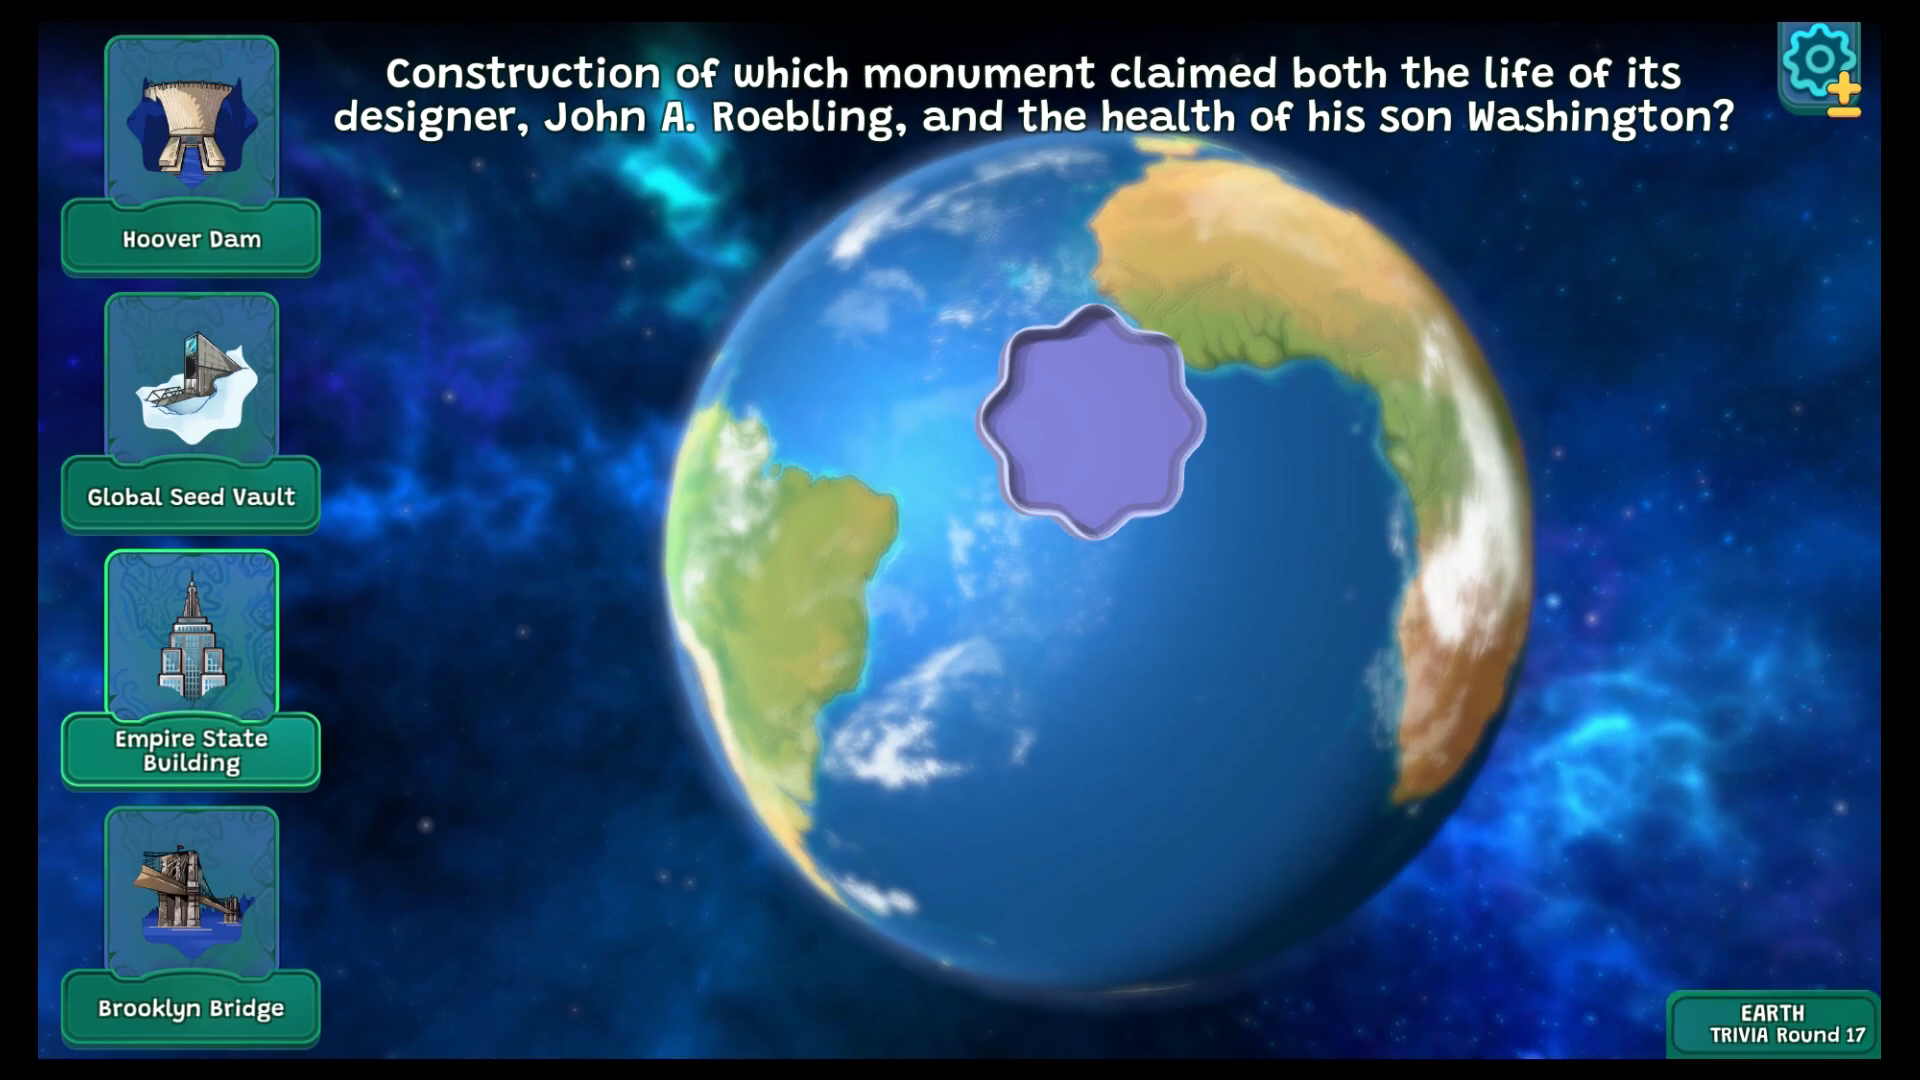 Construction of which monument claimed both the life of its
designer, John A. Roebling, and the health of his son Washington?
Hoover Dam
Global Seed Vault
Empire State
Building
Brooklyn Bridge
EARTH
TRIVIA Round 17